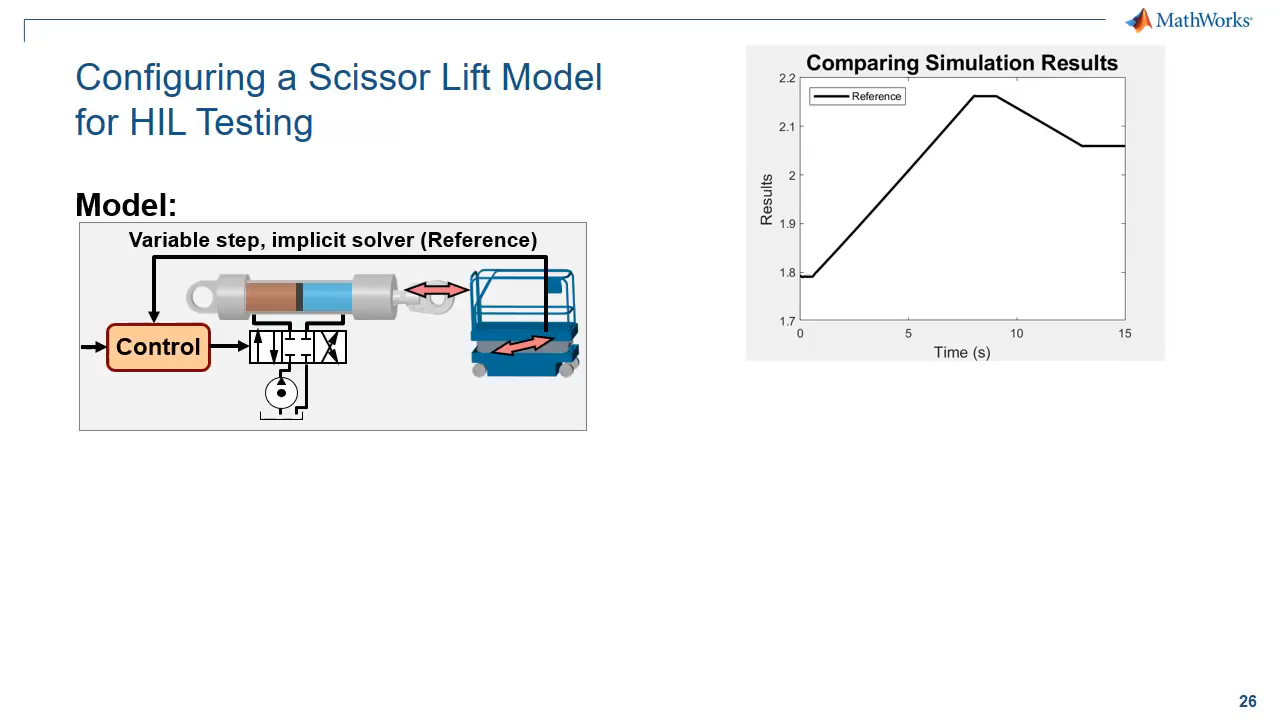 MathWorks®
Configuring a Scissor Lift Model
for HIL Testing
Model:
Variable step, implicit solver (Reference)
Control
Comparing Simulation Results
Reference
Results
2.2
2.1
2
1.9
1.8
1.7
0
5
10
15
Time (s)
26